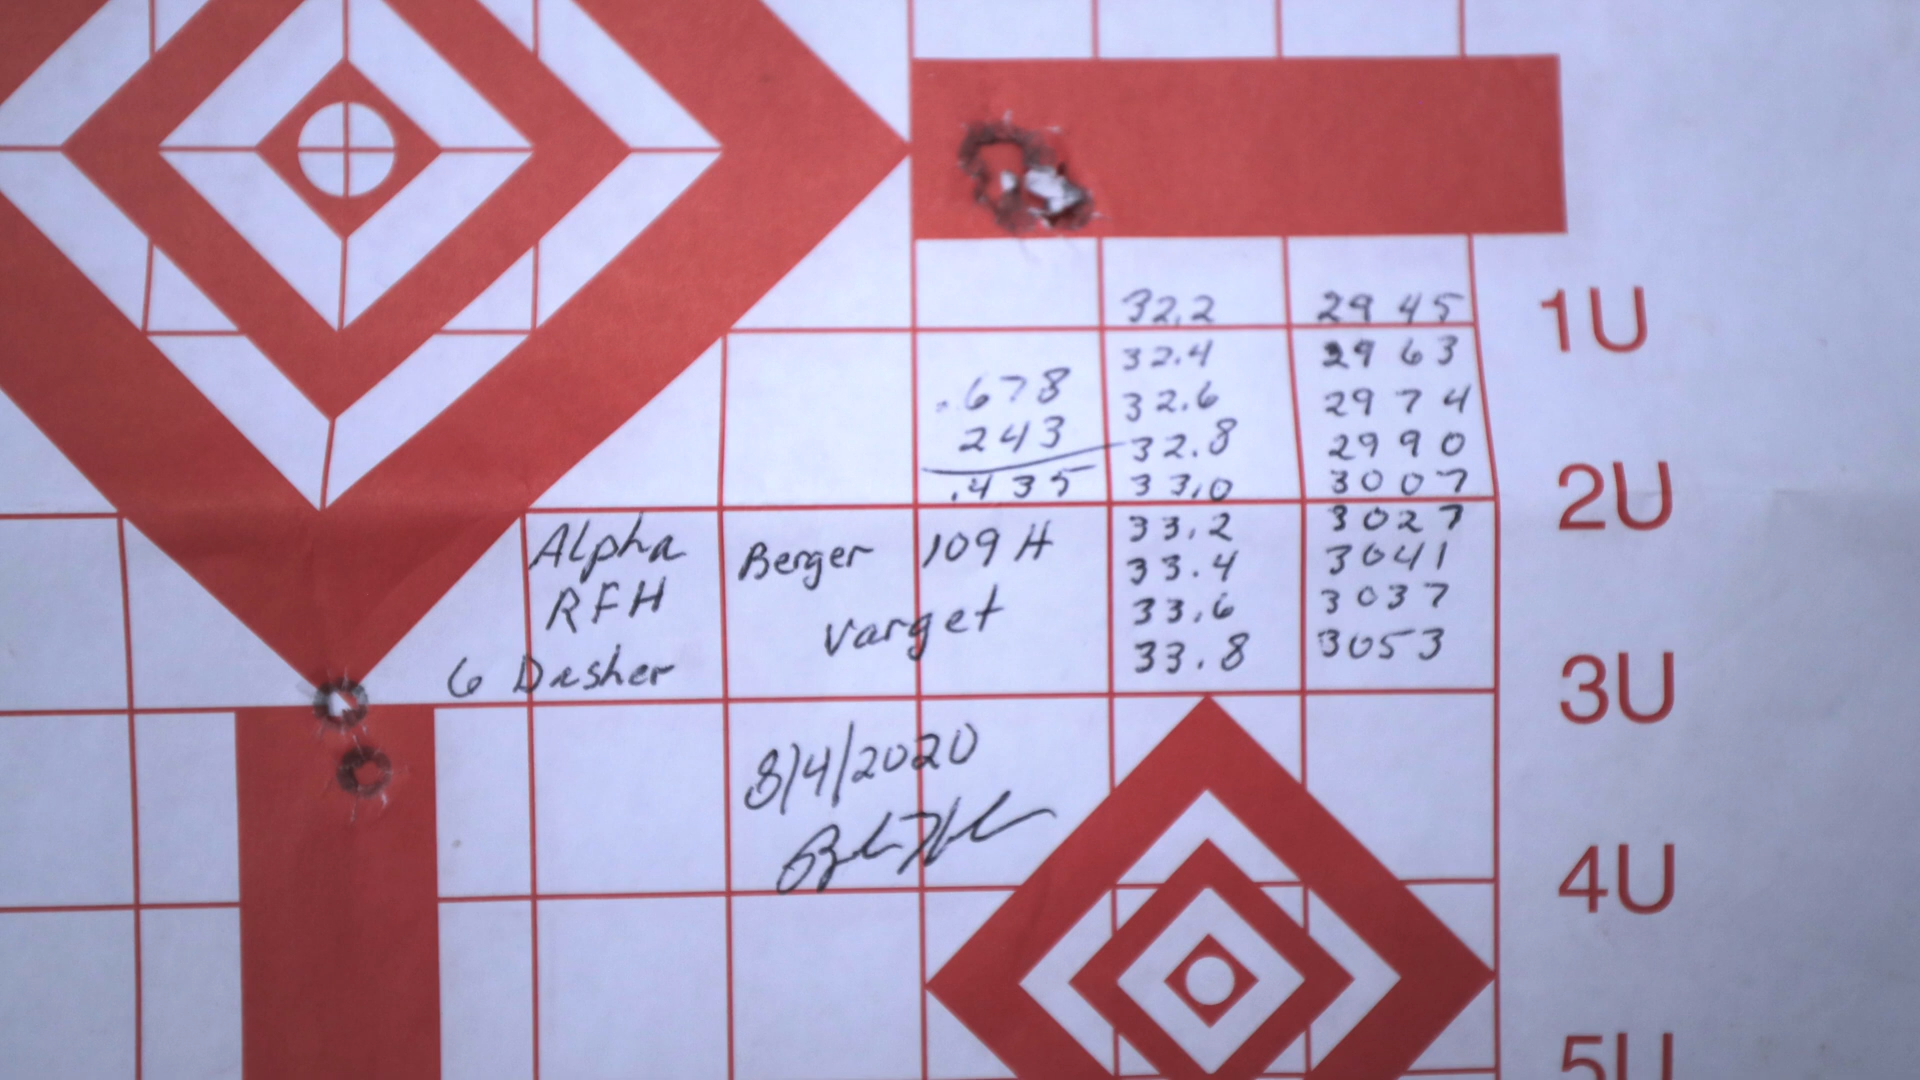 32.2 2945
32.4 2963
.678 32.6 2974
243 32.8 2990
.435 33.0 3007
Alpha Berger 109 H 33.2 3027
RFH Varget 33.4 3041
33.6 3037
6 Dasher 33.8 3053
8/4/2020
1U
2U
3U
4U
5U